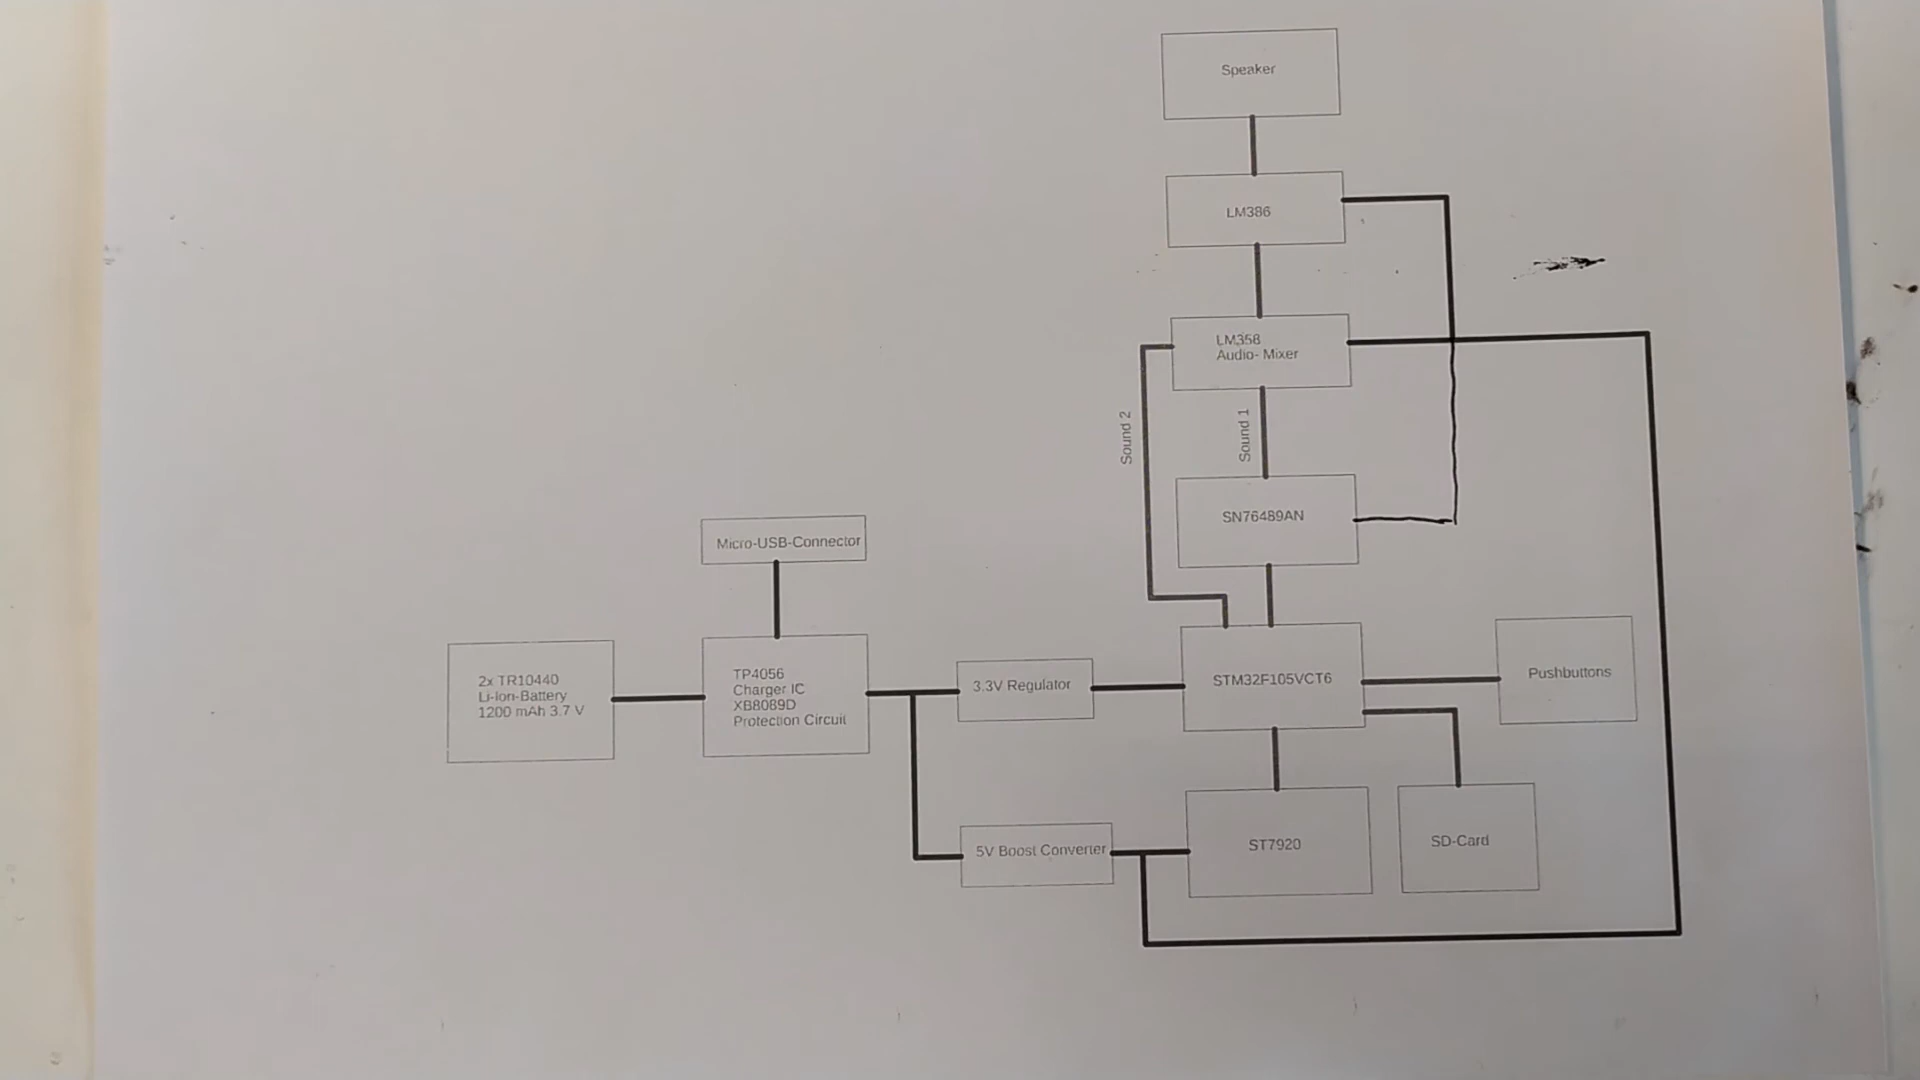 Speaker
LM386
LM358
Audio- Mixer
Sound 2
Sound 1
SN76489AN
Micro-USB-Connector
2x TR10440
Li-Ion-Battery
1200 mAh 3.7 V
TP4056
Charger IC
XB8089D
Protection Circuit
3.3V Regulator
STM32F105VCT6
Pushbuttons
5V Boost Converter
ST7920
SD-Card